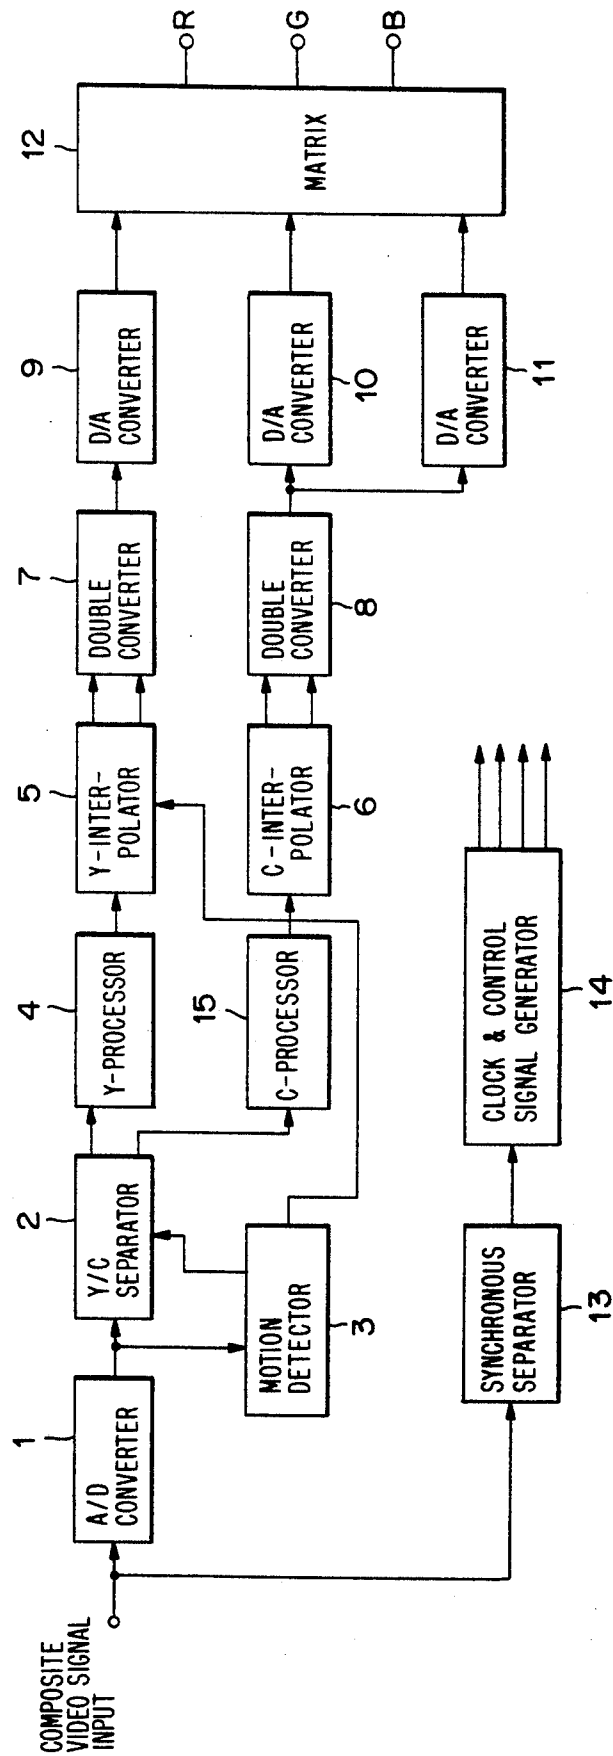 COMPOSITE
VIDEO SIGNAL
INPUT
1
A/D
CONVERTER
2
Y/C
SEPARATOR
MOTION
DETECTOR
3
4
Y-PROCESSOR
15
C-PROCESSOR
5
Y-INTER-
POLATOR
C-INTER-
POLATOR
6
7
DOUBLE
CONVERTER
DOUBLE
CONVERTER
8
9
D/A
CONVERTER
D/A
CONVERTER
10
D/A
CONVERTER
11
12
MATRIX
R
G
B
SYNCHRONOUS
SEPARATOR
13
CLOCK & CONTROL
SIGNAL GENERATOR
14